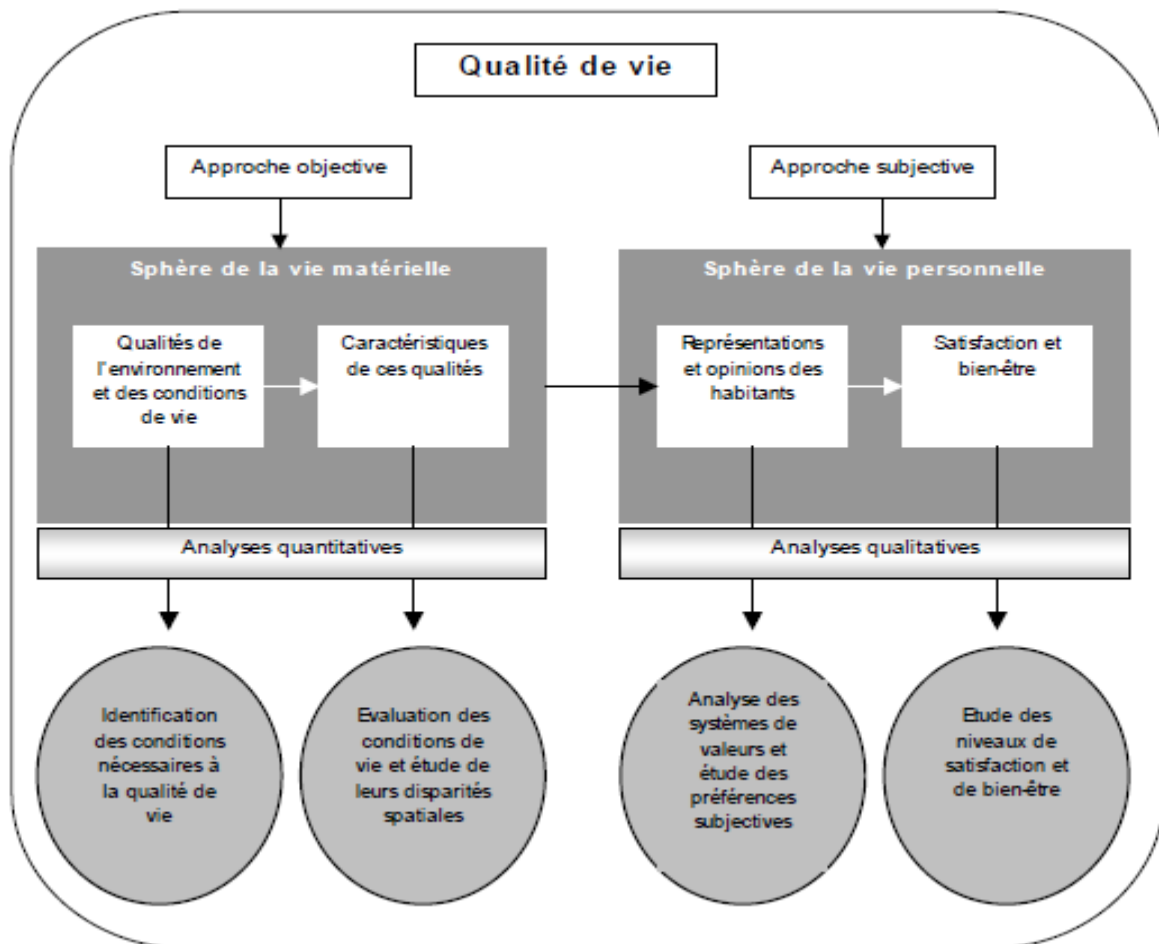 Qualité de vie
Approche objective
Approche subjective
Sphère de la vie matérielle
Sphère de la vie personnelle
Qualités de
l'environnement
et des conditions
de vie
Caractéristiques
de ces qualités
Représentations
et opinions des
habitants
Satisfaction et
bien-être
Analyses quantitatives
Analyses qualitatives
Identification
des conditions
nécessaires à
la qualité de
vie
Evaluation des
conditions de
vie et étude de
leurs disparités
spatiales
Analyse des
systèmes de
valeurs et
étude des
préférences
subjectives
Etude des
niveaux de
satisfaction et
de bien-être